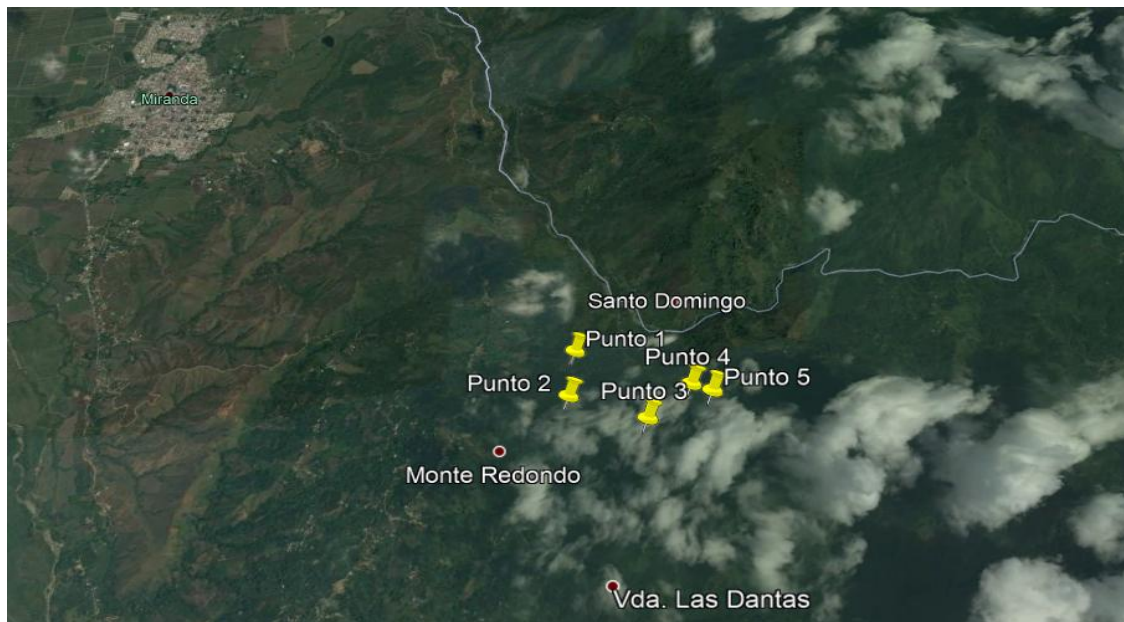 Miranda
Santo Domingo
Punto 1
Punto 4
Punto 5
Punto 2
Punto 3
Monte Redondo
Vda. Las Dantas